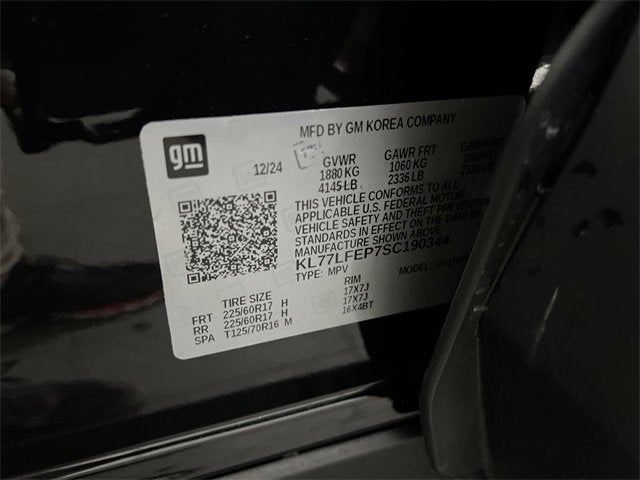 gm
MFD BY GM KOREA COMPANY
12/24
GVWR GAWR FRT GAWR
1880 KG 1060 KG
4145 LB 2336 LB 2336 LB
THIS VEHICLE CONFORMS TO ALL
APPLICABLE U.S. FEDERAL MOTOR
VEHICLE SAFETY AND THEFT PREVENTION
STANDARDS IN EFFECT ON THE DATE OF
MANUFACTURE SHOWN ABOVE.
KL77LFEP7SC190344
TYPE: MPV MODEL:
TIRE SIZE RIM
FRT 225/60R17 H 17X7J
RR 225/60R17 H 17X7J
SPA T125/70R16 M 16X4BT